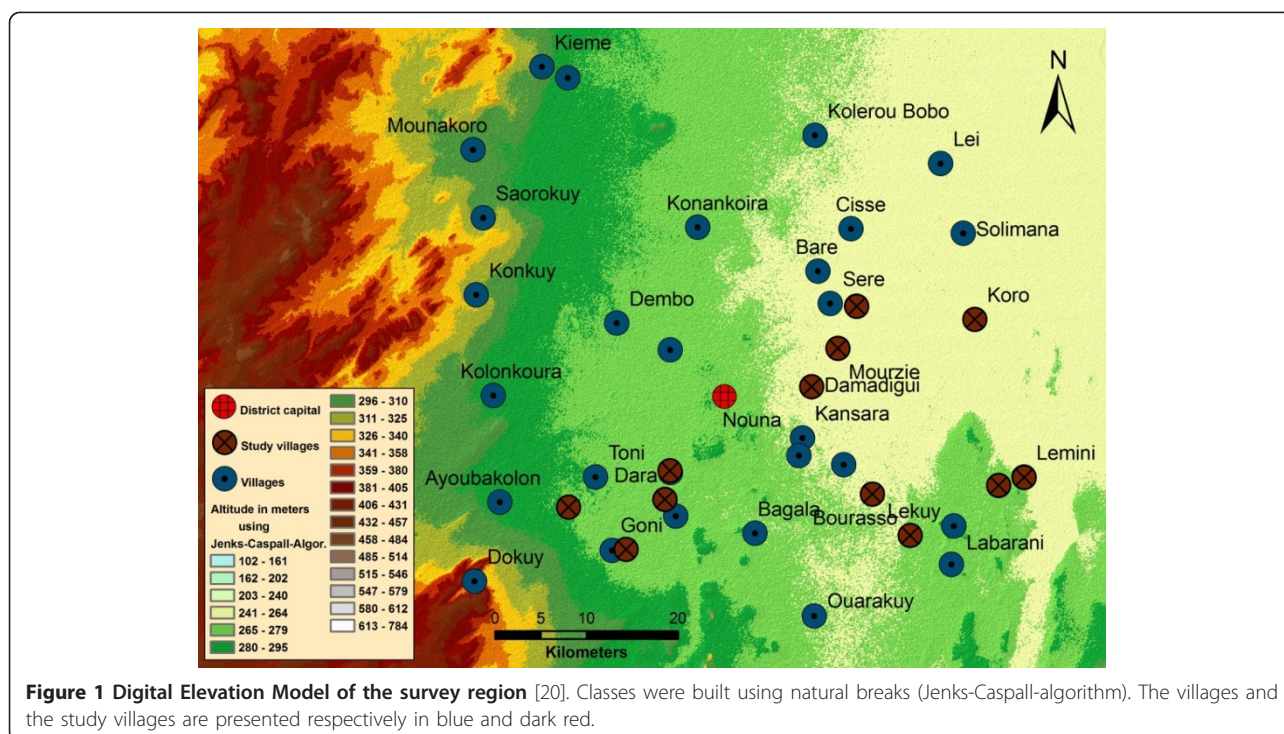 Kieme
N
Kolerou Bobo
Mounakoro
Lei
Saorokuy
Konankoira
Cisse
Solimana
Bare
Konkuy
Sere
Koro
Dembo
Mourzie
Damadigui
Kolonkoura
Nouna
Kansara
Toni
Lemini
Dara
Ayoubakolon
Bagala
Lekuy
Goni
Bourasso
Labarani
Dokuy
Ouarakuy
0 5 10 20
Kilometers
District capital
Study villages
Villages
Altitude in meters
using
Jenks-Caspall-Algor.
102 - 161
162 - 202
203 - 240
241 - 264
265 - 279
280 - 295
296 - 310
311 - 325
326 - 340
341 - 358
359 - 380
381 - 405
406 - 431
432 - 457
458 - 484
485 - 514
515 - 546
547 - 579
580 - 612
613 - 784
Figure 1 Digital Elevation Model of the survey region [20]. Classes were built using natural breaks (Jenks-Caspall-algorithm). The villages and
the study villages are presented respectively in blue and dark red.